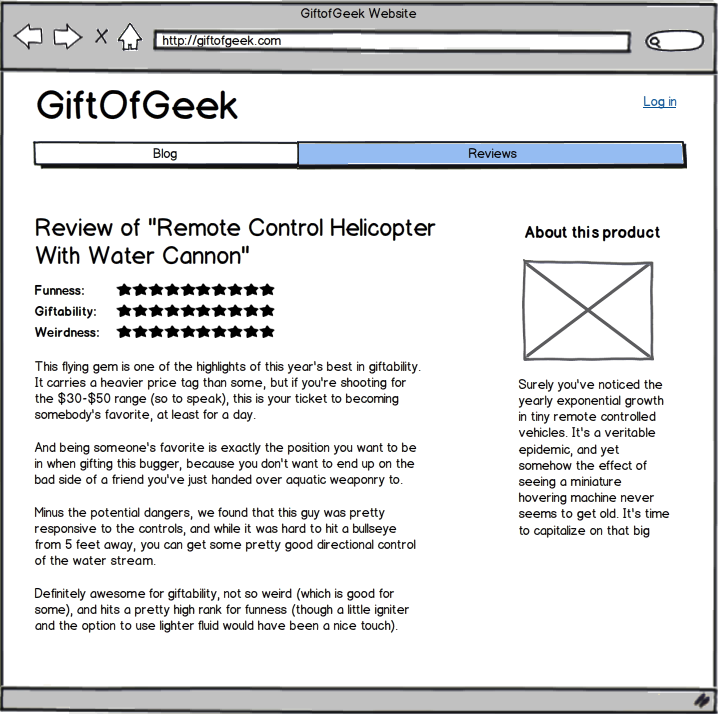 GiftofGeek Website
http://giftofgeek.com
GiftOfGeek
Log in
Blog
Reviews
Review of "Remote Control Helicopter
With Water Cannon"
Funness:
Giftability:
Weirdness:
This flying gem is one of the highlights of this year's best in giftability.
It carries a heavier price tag than some, but if you're shooting for
the $30-$50 range (so to speak), this is your ticket to becoming
somebody's favorite, at least for a day.
And being someone's favorite is exactly the position you want to be
in when gifting this bugger, because you don't want to end up on the
bad side of a friend you've just handed over aquatic weaponry to.
Minus the potential dangers, we found that this guy was pretty
responsive to the controls, and while it was hard to hit a bullseye
from 5 feet away, you can get some pretty good directional control
of the water stream.
Definitely awesome for giftability, not so weird (which is good for
some), and hits a pretty high rank for funness (though a little igniter
and the option to use lighter fluid would have been a nice touch).
About this product
Surely you've noticed the
yearly exponential growth
in tiny remote controlled
vehicles. It's a veritable
epidemic, and yet
somehow the effect of
seeing a miniature
hovering machine never
seems to get old. It's time
to capitalize on that big